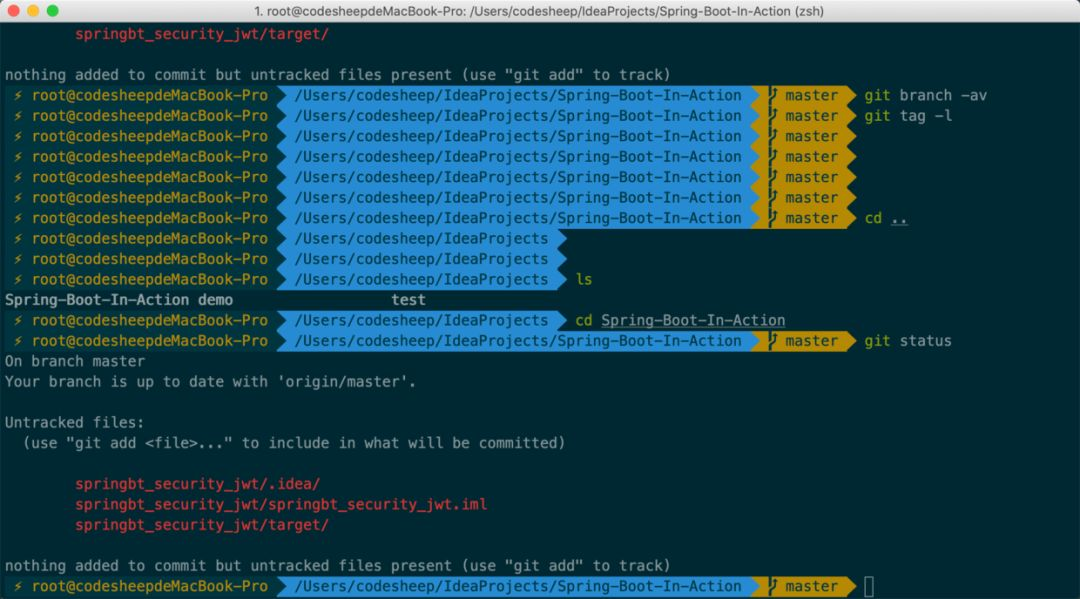 1. root@codesheepdeMacBook-Pro: /Users/codesheep/IdeaProjects/Spring-Boot-In-Action (zsh)
springbt_security_jwt/target/
nothing added to commit but untracked files present (use "git add" to track)
⚡ root@codesheepdeMacBook-Pro /Users/codesheep/IdeaProjects/Spring-Boot-In-Action master git branch -av
⚡ root@codesheepdeMacBook-Pro /Users/codesheep/IdeaProjects/Spring-Boot-In-Action master git tag -l
⚡ root@codesheepdeMacBook-Pro /Users/codesheep/IdeaProjects/Spring-Boot-In-Action master
⚡ root@codesheepdeMacBook-Pro /Users/codesheep/IdeaProjects/Spring-Boot-In-Action master
⚡ root@codesheepdeMacBook-Pro /Users/codesheep/IdeaProjects/Spring-Boot-In-Action master
⚡ root@codesheepdeMacBook-Pro /Users/codesheep/IdeaProjects/Spring-Boot-In-Action master
⚡ root@codesheepdeMacBook-Pro /Users/codesheep/IdeaProjects/Spring-Boot-In-Action master cd ..
⚡ root@codesheepdeMacBook-Pro /Users/codesheep/IdeaProjects
⚡ root@codesheepdeMacBook-Pro /Users/codesheep/IdeaProjects
⚡ root@codesheepdeMacBook-Pro /Users/codesheep/IdeaProjects ls
Spring-Boot-In-Action demo test
⚡ root@codesheepdeMacBook-Pro /Users/codesheep/IdeaProjects cd Spring-Boot-In-Action
⚡ root@codesheepdeMacBook-Pro /Users/codesheep/IdeaProjects/Spring-Boot-In-Action master git status
On branch master
Your branch is up to date with 'origin/master'.
Untracked files:
(use "git add <file>..." to include in what will be committed)
springbt_security_jwt/.idea/
springbt_security_jwt/springbt_security_jwt.iml
springbt_security_jwt/target/
nothing added to commit but untracked files present (use "git add" to track)
⚡ root@codesheepdeMacBook-Pro /Users/codesheep/IdeaProjects/Spring-Boot-In-Action master